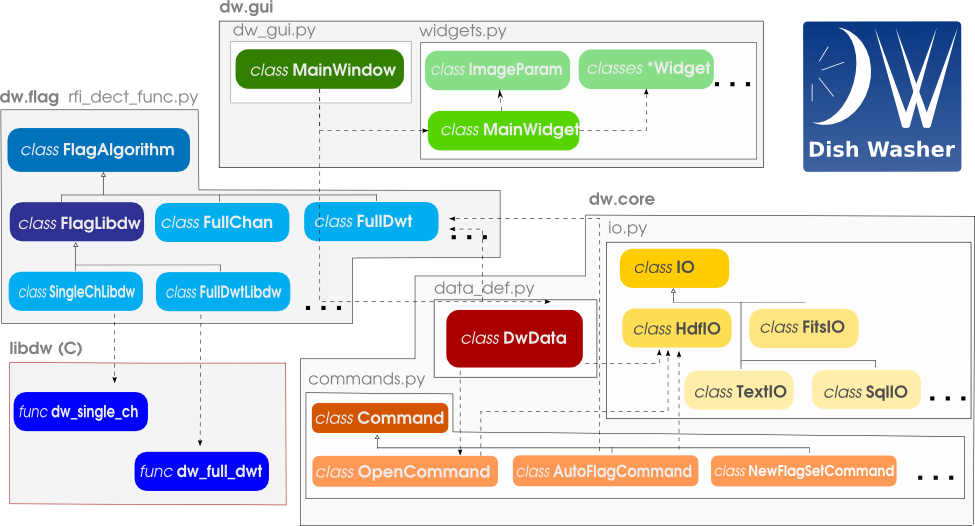 dw.gui
dw_gui.py
widgets.py
class MainWindow
class ImageParam
classes *Widget
...
class MainWidget
Dish Washer
dw.flag rfi_dect_func.py
class FlagAlgorithm
class FlagLibdw
class FullChan
class FullDwt
...
class SingleChLibdw
class FullDwtLibdw
...
libdw (C)
func dw_single_ch
func dw_full_dwt
dw.core
io.py
class IO
class HdfIO
class FitsIO
class TextIO
class SqlIO
...
data_def.py
class DwData
commands.py
class Command
class OpenCommand
class AutoFlagCommand
class NewFlagSetCommand
...